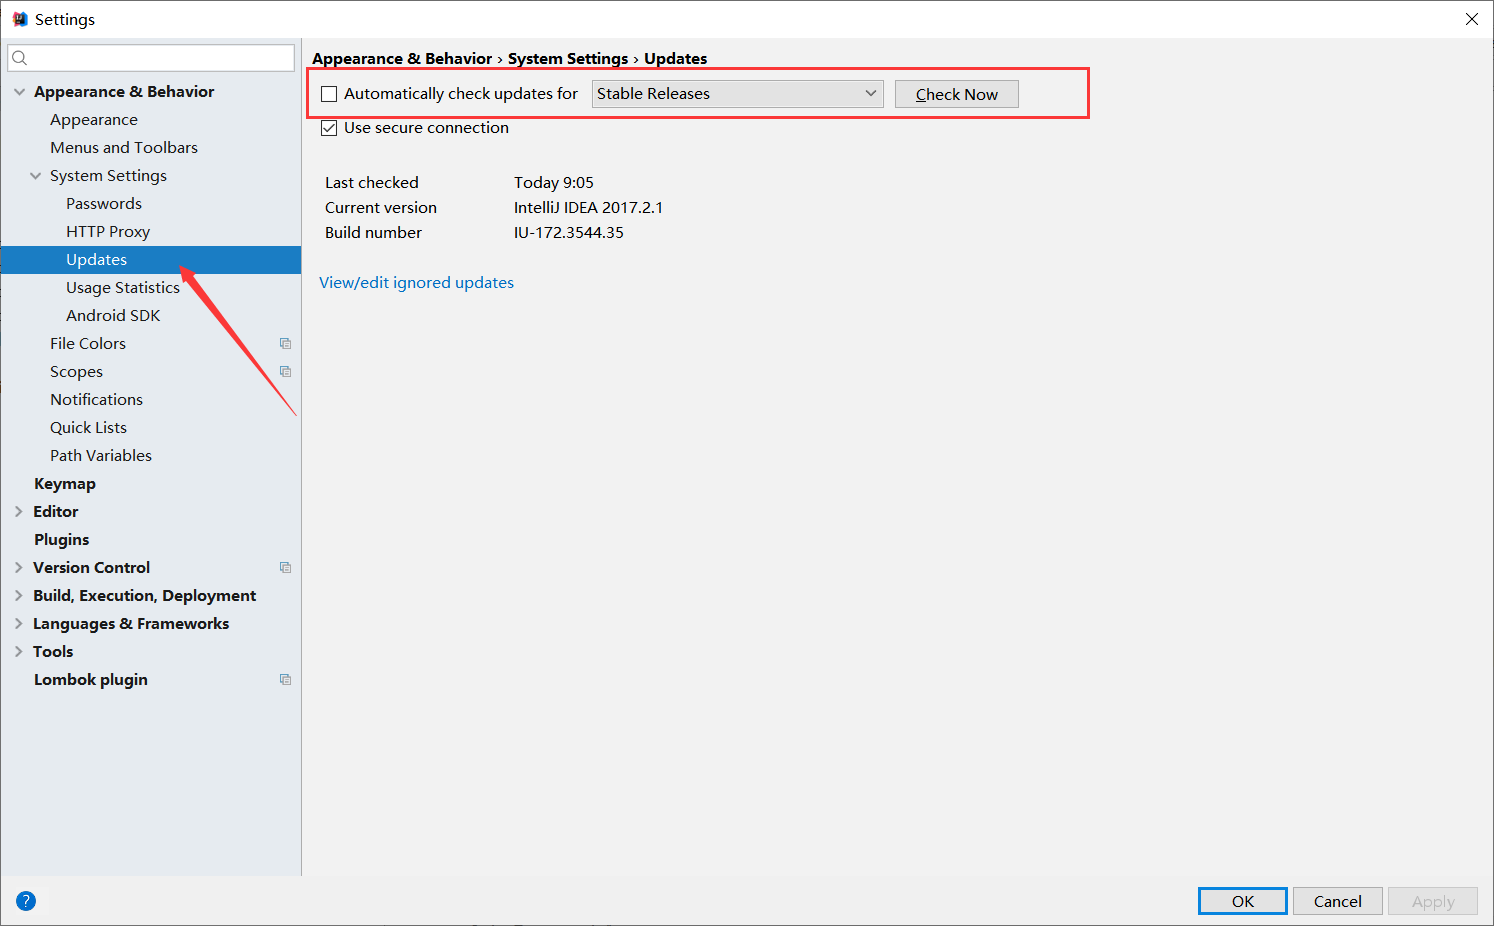 Settings
Appearance & Behavior
Appearance
Menus and Toolbars
System Settings
Passwords
HTTP Proxy
Updates
Usage Statistics
Android SDK
File Colors
Scopes
Notifications
Quick Lists
Path Variables
Keymap
Editor
Plugins
Version Control
Build, Execution, Deployment
Languages & Frameworks
Tools
Lombok plugin
Appearance & Behavior › System Settings › Updates
Automatically check updates for Stable Releases Check Now
Use secure connection
Last checked Today 9:05
Current version IntelliJ IDEA 2017.2.1
Build number IU-172.3544.35
View/edit ignored updates
? OK Cancel Apply